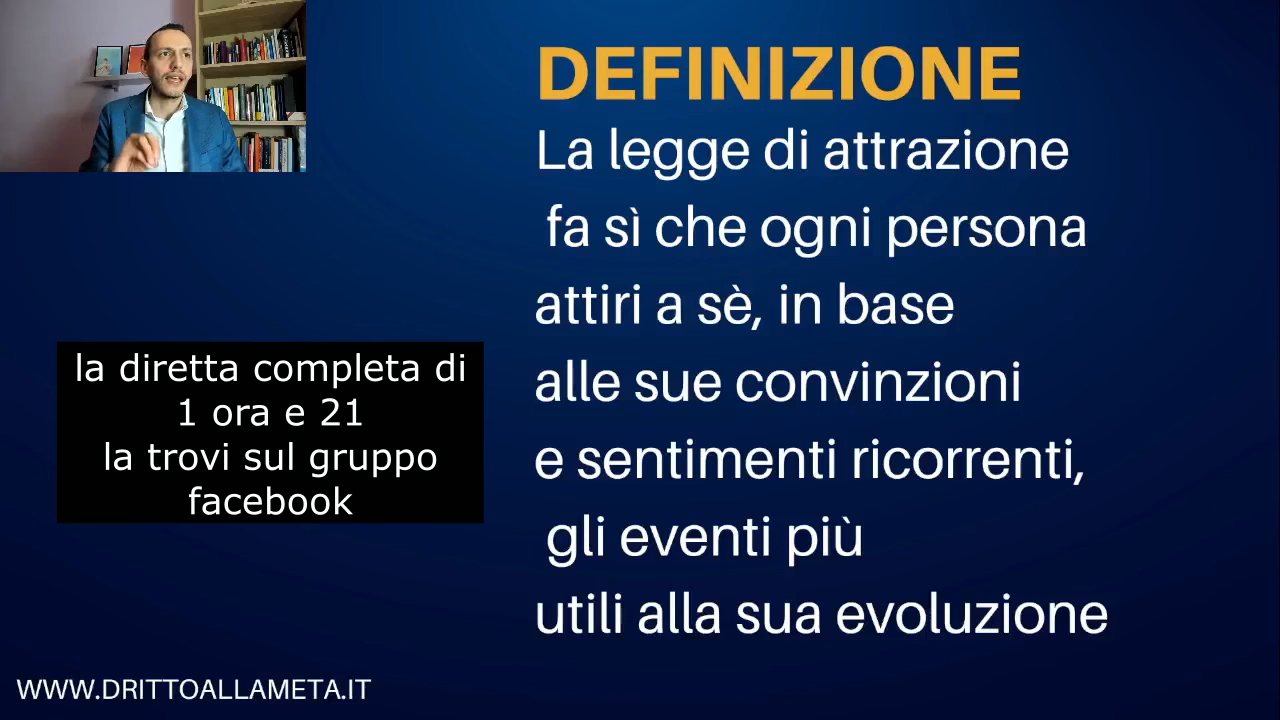 DEFINIZIONE
La legge di attrazione
fa sì che ogni persona
attiri a sè, in base
alle sue convinzioni
e sentimenti ricorrenti,
gli eventi più
utili alla sua evoluzione
la diretta completa di
1 ora e 21
la trovi sul gruppo
facebook
WWW.DRITTOALLAMETA.IT